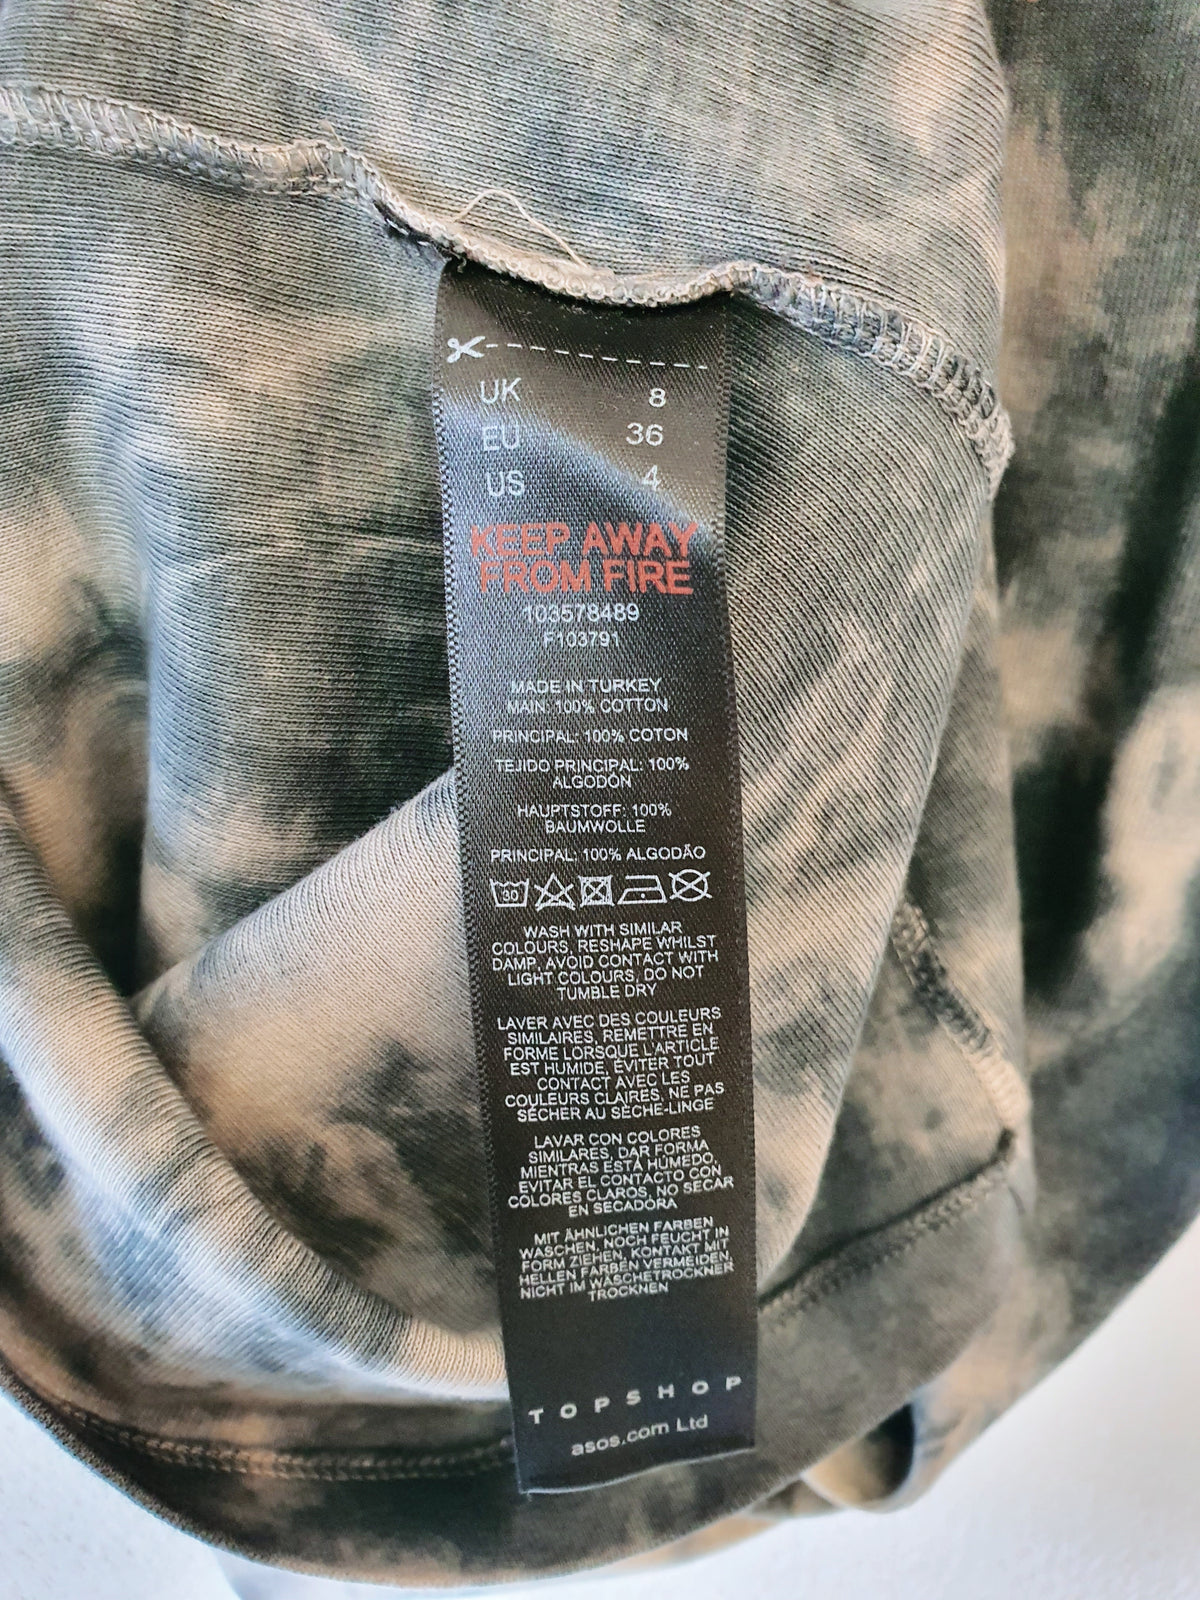 UK 8
EU 36
US 4
KEEP AWAY
FROM FIRE
103578489
F103791
MADE IN TURKEY
MAIN: 100% COTTON
PRINCIPAL: 100% COTON
TEJIDO PRINCIPAL: 100%
ALGODÓN
HAUPTSTOFF: 100%
BAUMWOLLE
PRINCIPAL: 100% ALGODÃO
30
WASH WITH SIMILAR
COLOURS, RESHAPE WHILST
DAMP, AVOID CONTACT WITH
LIGHT COLOURS, DO NOT
TUMBLE DRY
LAVER AVEC DES COULEURS
SIMILAIRES, REMETTRE EN
FORME LORSQUE L'ARTICLE
EST HUMIDE, ÉVITER TOUT
CONTACT AVEC LES
COULEURS CLAIRES, NE PAS
SÉCHER AU SÈCHE-LINGE
LAVAR CON COLORES
SIMILARES, DAR FORMA
MIENTRAS ESTÁ HÚMEDO,
EVITAR EL CONTACTO CON
COLORES CLAROS, NO SECAR
EN SECADORA
MIT ÄHNLICHEN FARBEN
WASCHEN, NOCH FEUCHT IN
FORM ZIEHEN, KONTAKT MIT
HELLEN FARBEN VERMEIDEN,
NICHT IM WÄSCHETROCKNER
TROCKNEN
TOPSHOP
asos.com Ltd